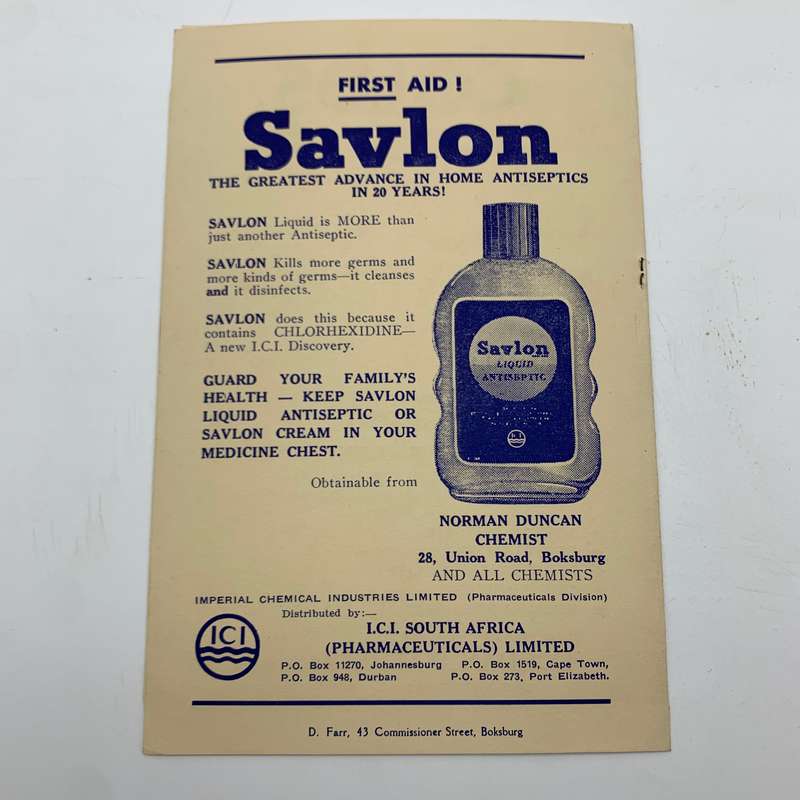 FIRST AID !
Savlon
THE GREATEST ADVANCE IN HOME ANTISEPTICS
IN 20 YEARS!
SAVLON Liquid is MORE than
just another Antiseptic.
SAVLON Kills more germs and
more kinds of germs—it cleanses
and it disinfects.
SAVLON does this because it
contains CHLORHEXIDINE—
A new I.C.I. Discovery.
GUARD YOUR FAMILY'S
HEALTH — KEEP SAVLON
LIQUID ANTISEPTIC OR
SAVLON CREAM IN YOUR
MEDICINE CHEST.
Savlon
LIQUID
ANTISEPTIC
ICI
Obtainable from
NORMAN DUNCAN
CHEMIST
28, Union Road, Boksburg
AND ALL CHEMISTS
IMPERIAL CHEMICAL INDUSTRIES LIMITED (Pharmaceuticals Division)
Distributed by:—
ICI
I.C.I. SOUTH AFRICA
(PHARMACEUTICALS) LIMITED
P.O. Box 11270, Johannesburg P.O. Box 1519, Cape Town,
P.O. Box 948, Durban P.O. Box 273, Port Elizabeth.
D. Farr, 43 Commissioner Street, Boksburg